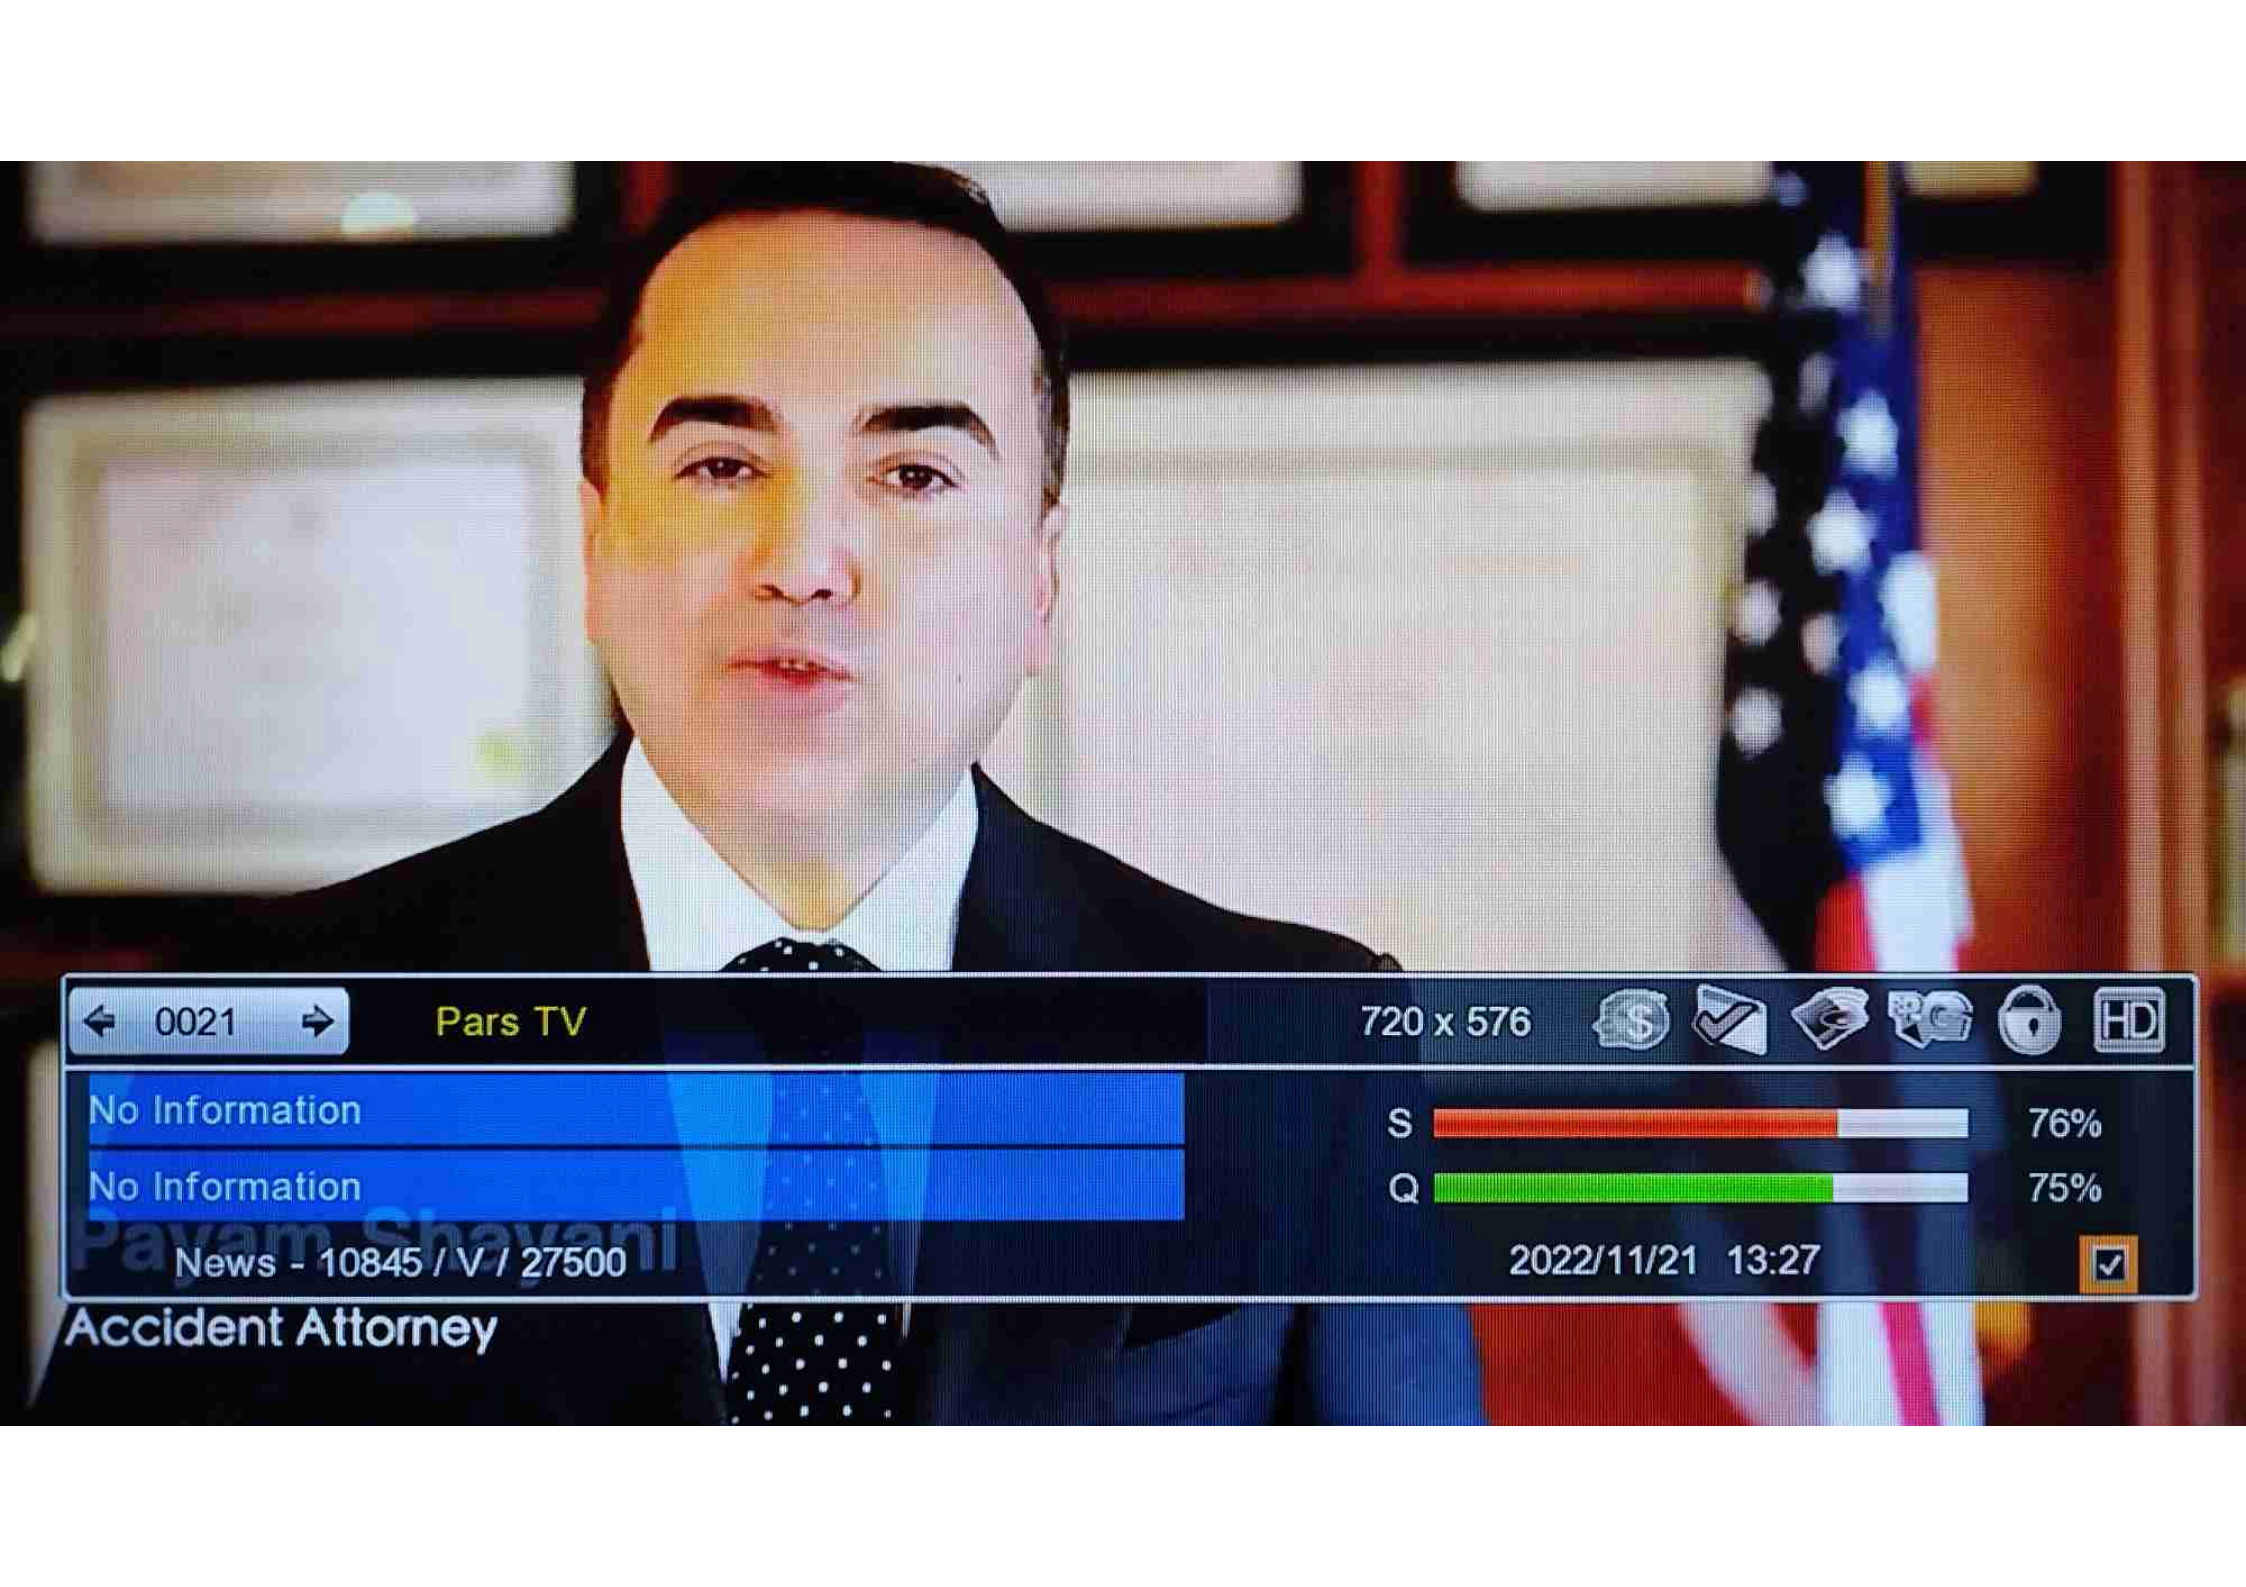 0021 Pars TV 720 x 576 HD
No Information
No Information
S 76%
Q 75%
Payam Shayani
News - 10845 / V / 27500
2022/11/21 13:27
Accident Attorney